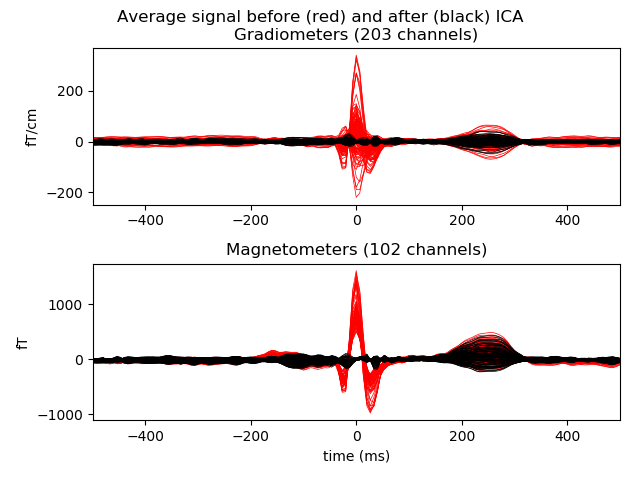 Average signal before (red) and after (black) ICA
Gradiometers (203 channels)
fT/cm
200
0
−200
−400
−200
0
200
400
Magnetometers (102 channels)
fT
1000
0
−1000
−400
−200
0
200
400
time (ms)